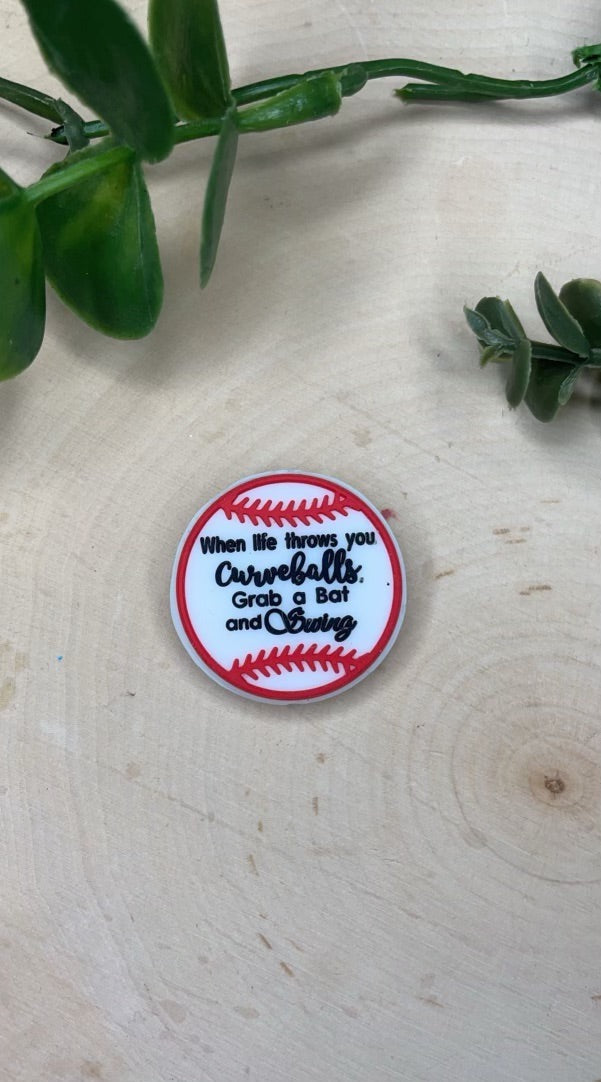 When life throws you
Curveballs.
Grab a Bat
and Swing